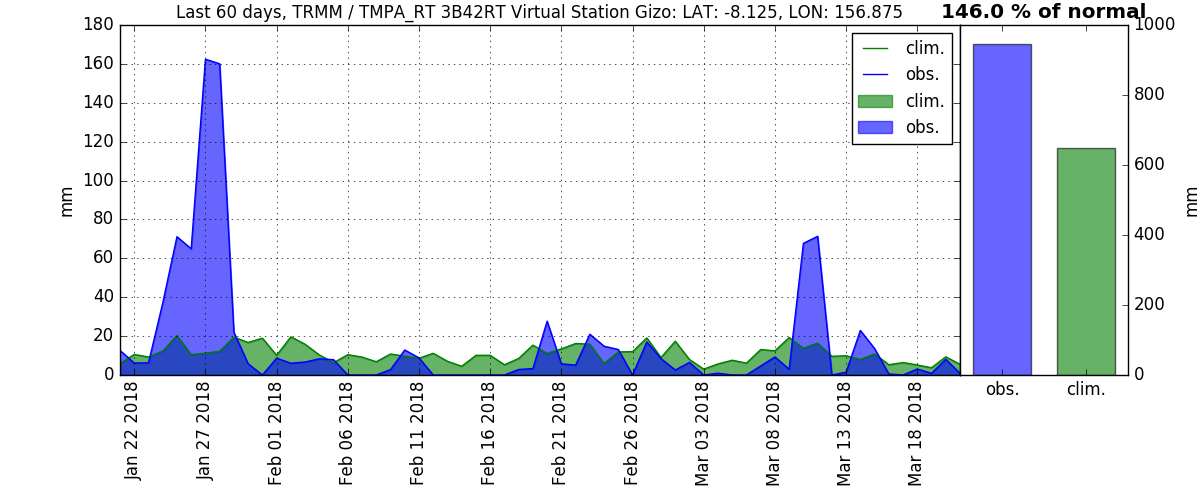 Last 60 days, TRMM / TMPA_RT 3B42RT Virtual Station Gizo: LAT: -8.125, LON: 156.875
146.0 % of normal
180
160
140
120
100
80
60
40
20
0
mm
clim.
obs.
clim.
obs.
1000
800
600
400
200
0
mm
obs.
clim.
Jan 22 2018
Jan 27 2018
Feb 01 2018
Feb 06 2018
Feb 11 2018
Feb 16 2018
Feb 21 2018
Feb 26 2018
Mar 03 2018
Mar 08 2018
Mar 13 2018
Mar 18 2018